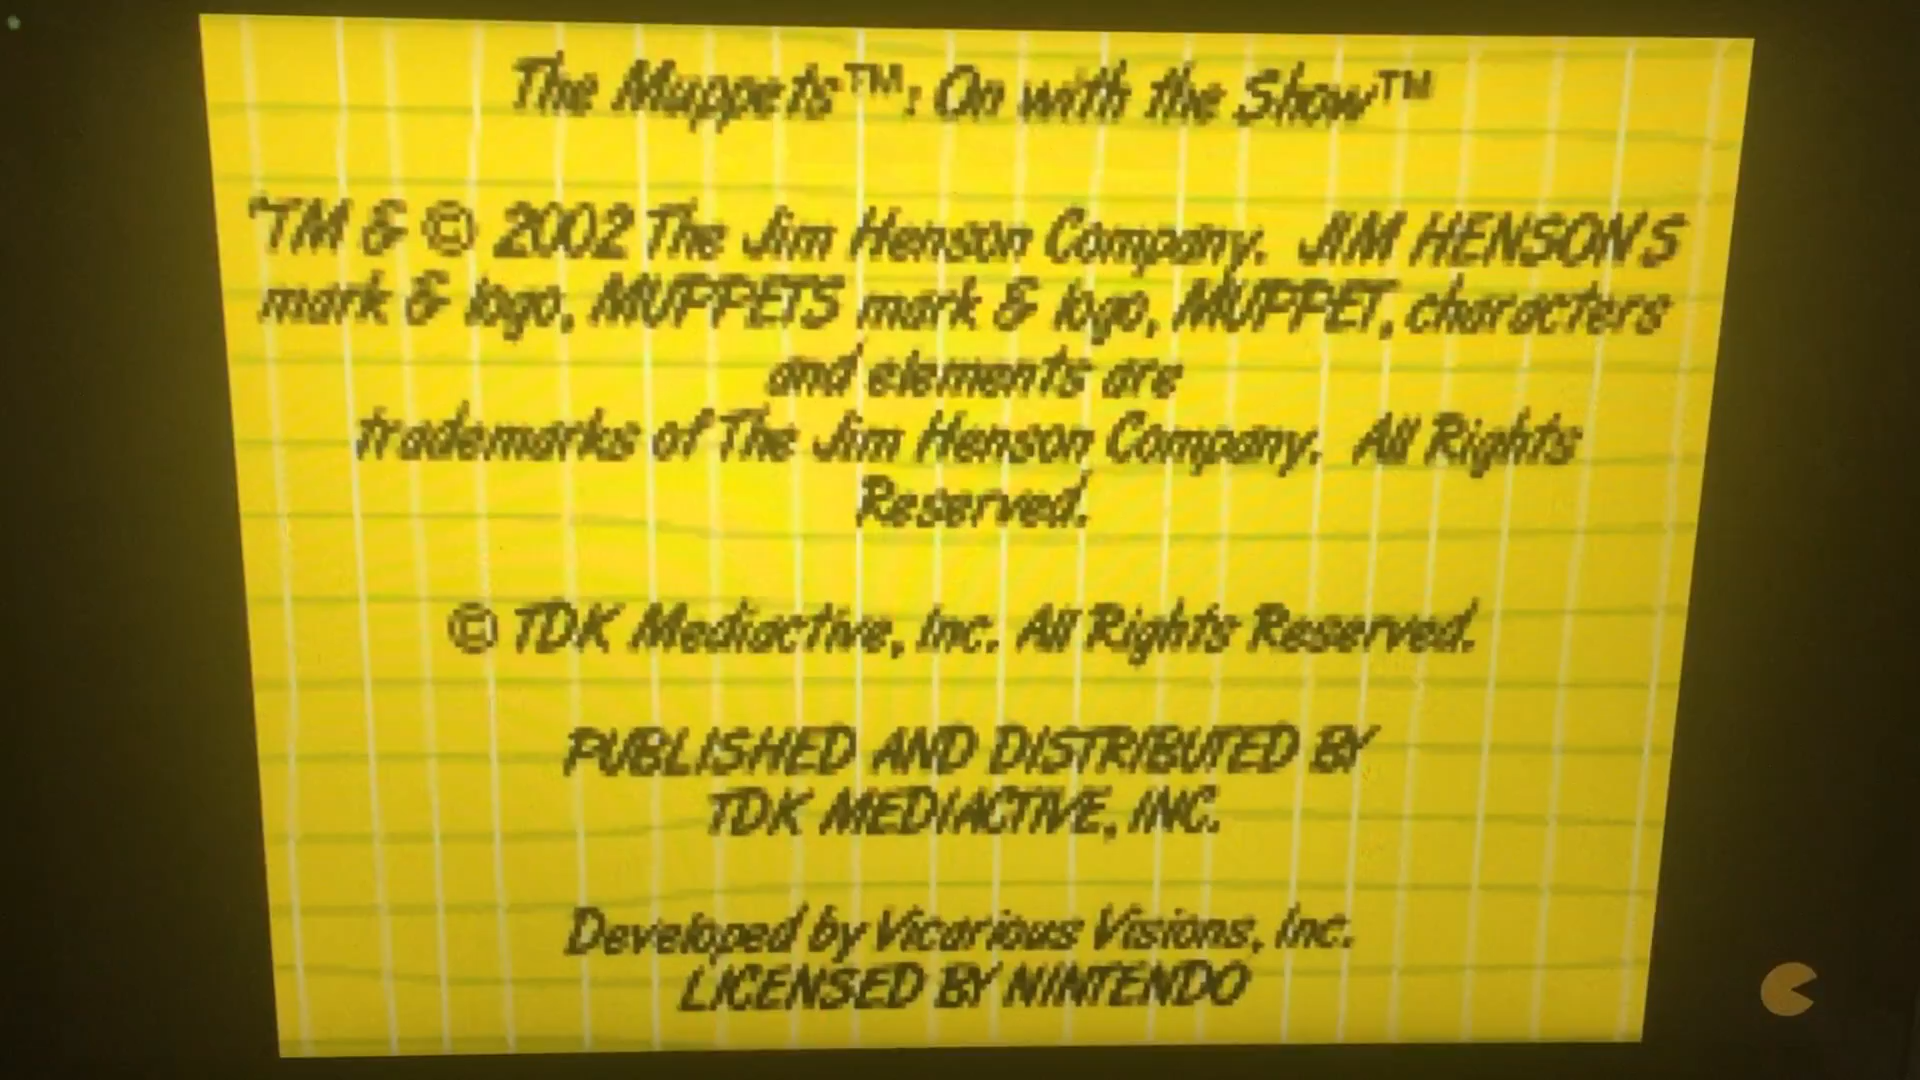 The Muppets™: On with the Show™
"TM & © 2002 The Jim Henson Company. JIM HENSON'S
mark & logo, MUPPETS mark & logo, MUPPET, characters
and elements are
trademarks of The Jim Henson Company. All Rights
Reserved.
© TDK Mediactive, Inc. All Rights Reserved.
PUBLISHED AND DISTRIBUTED BY
TDK MEDIACTIVE, INC.
Developed by Vicarious Visions, Inc.
LICENSED BY NINTENDO